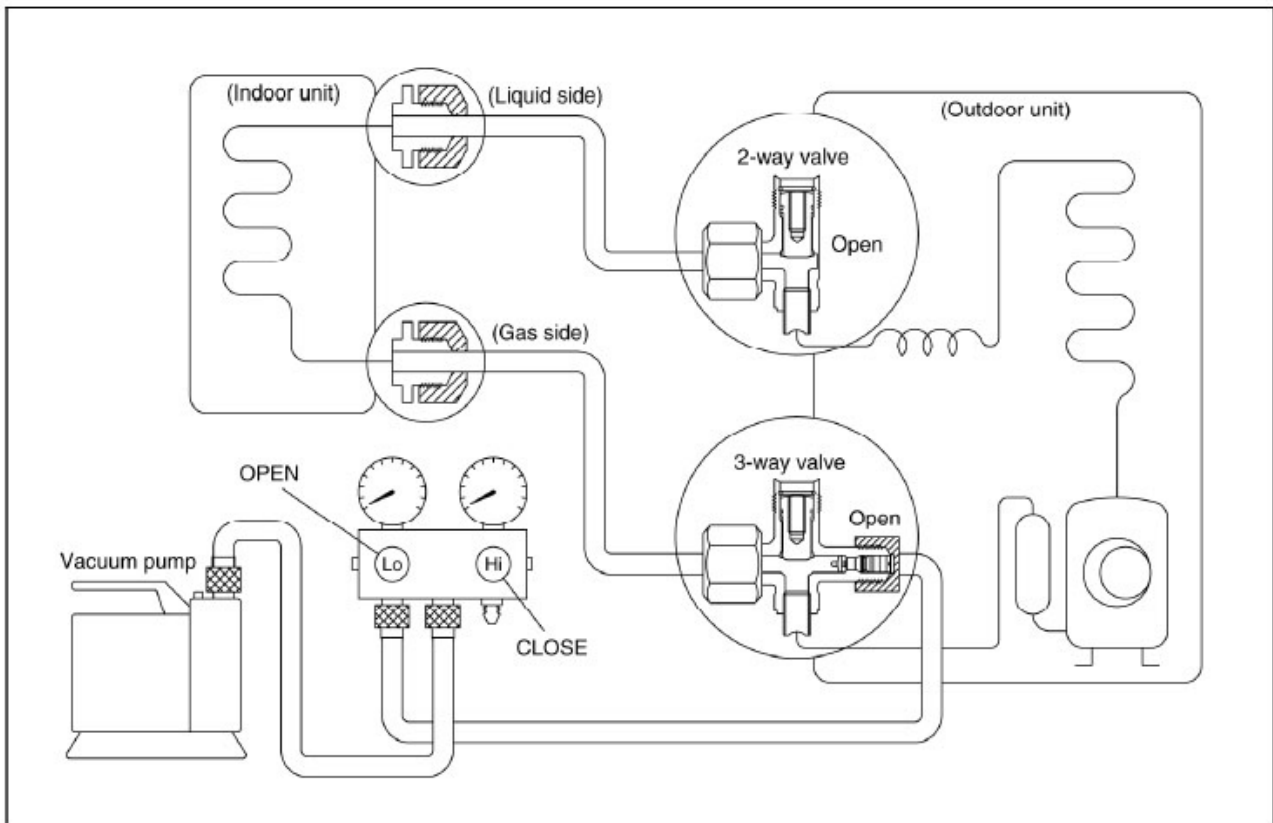 (Indoor unit)
(Liquid side)
(Outdoor unit)
2-way valve
Open
(Gas side)
3-way valve
Open
OPEN
Vacuum pump
Lo
Hi
CLOSE